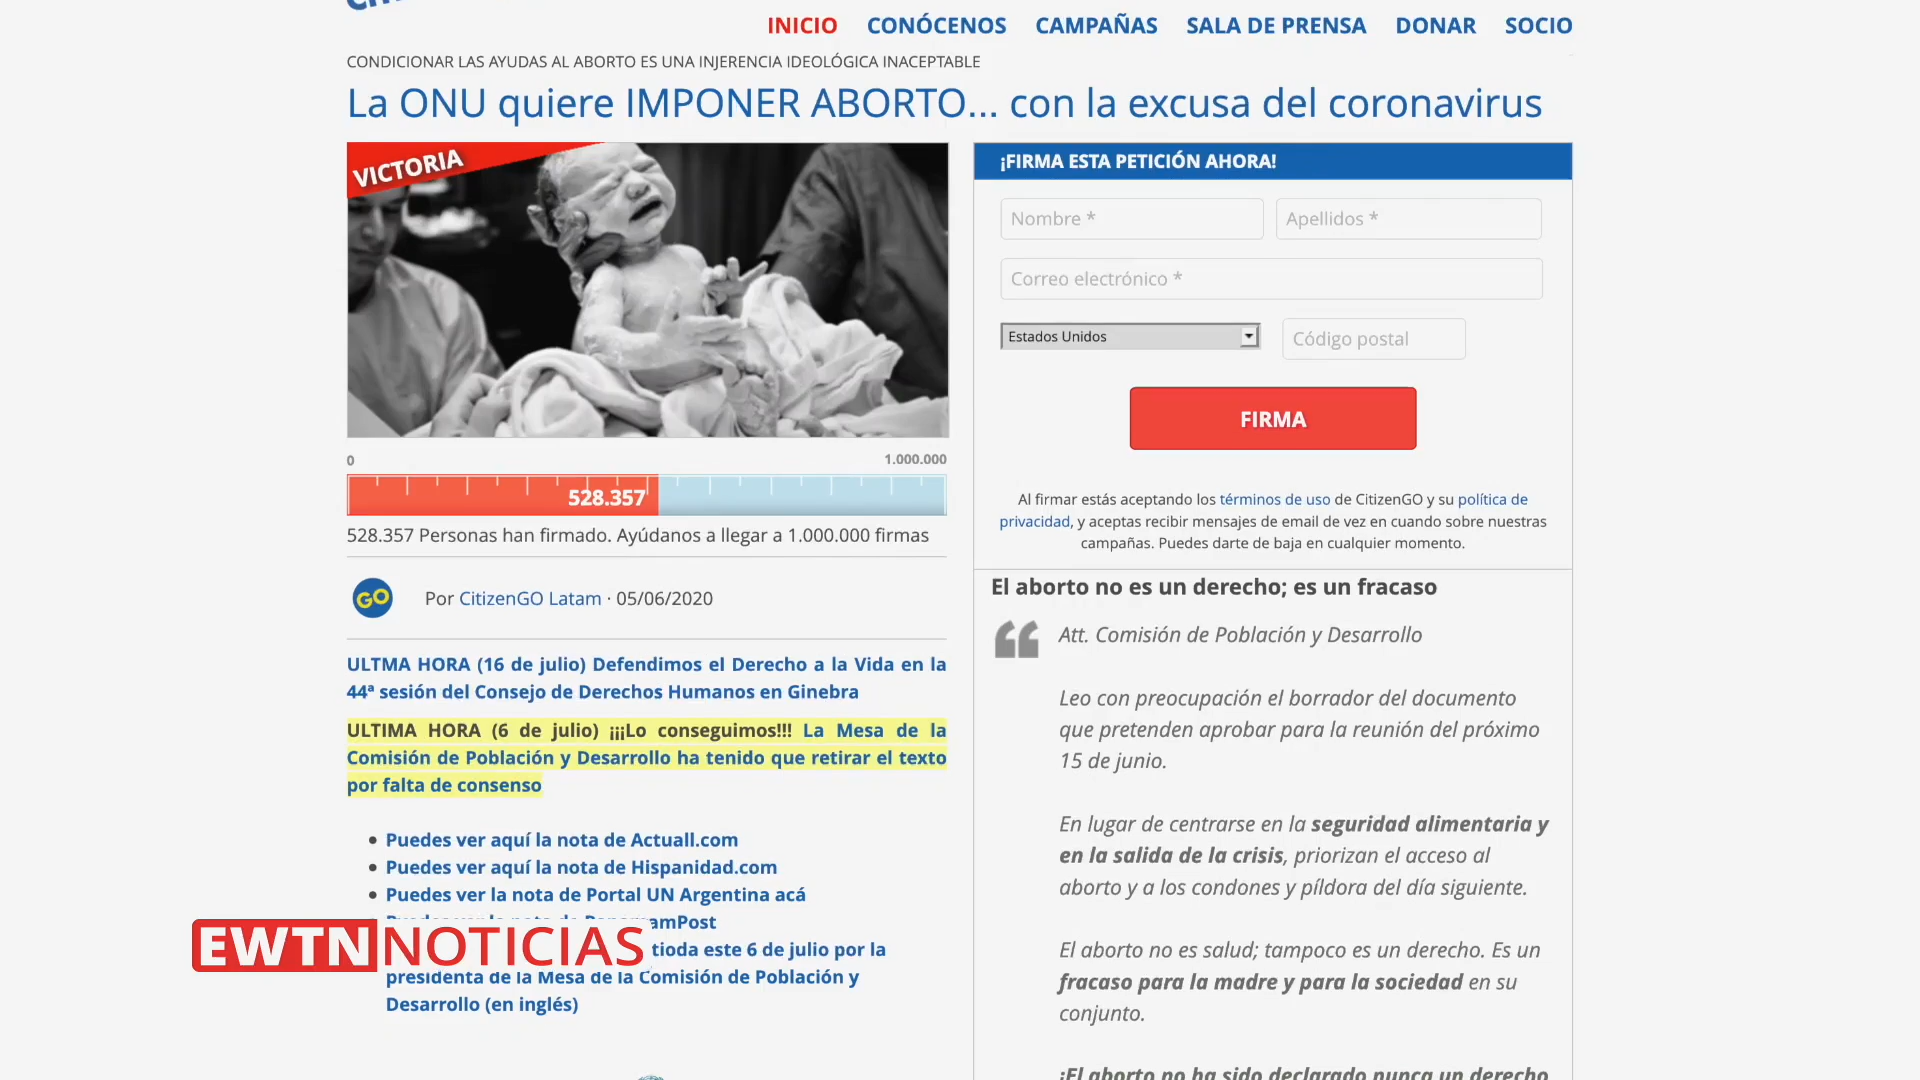 INICIO CONÓCENOS CAMPAÑAS SALA DE PRENSA DONAR SOCIO
CONDICIONAR LAS AYUDAS AL ABORTO ES UNA INJERENCIA IDEOLÓGICA INACEPTABLE
La ONU quiere IMPONER ABORTO... con la excusa del coronavirus
VICTORIA
0 1.000.000
528.357
528.357 Personas han firmado. Ayúdanos a llegar a 1.000.000 firmas
GO
Por CitizenGO Latam · 05/06/2020
ULTMA HORA (16 de julio) Defendimos el Derecho a la Vida en la
44ª sesión del Consejo de Derechos Humanos en Ginebra
ULTIMA HORA (6 de julio) ¡¡¡Lo conseguimos!!! La Mesa de la
Comisión de Población y Desarrollo ha tenido que retirar el texto
por falta de consenso
• Puedes ver aquí la nota de Actuall.com
• Puedes ver aquí la nota de Hispanidad.com
• Puedes ver la nota de Portal UN Argentina acá
amPost
tioda este 6 de julio por la
presidenta de la Mesa de la Comisión de Población y
Desarrollo (en inglés)
EWTN NOTICIAS
¡FIRMA ESTA PETICIÓN AHORA!
Nombre * Apellidos *
Correo electrónico *
Estados Unidos Código postal
FIRMA
Al firmar estás aceptando los términos de uso de CitizenGO y su política de
privacidad, y aceptas recibir mensajes de email de vez en cuando sobre nuestras
campañas. Puedes darte de baja en cualquier momento.
El aborto no es un derecho; es un fracaso
Att. Comisión de Población y Desarrollo
Leo con preocupación el borrador del documento
que pretenden aprobar para la reunión del próximo
15 de junio.
En lugar de centrarse en la seguridad alimentaria y
en la salida de la crisis, priorizan el acceso al
aborto y a los condones y píldora del día siguiente.
El aborto no es salud; tampoco es un derecho. Es un
fracaso para la madre y para la sociedad en su
conjunto.
¡El aborto no ha sido declarado nunca un derecho